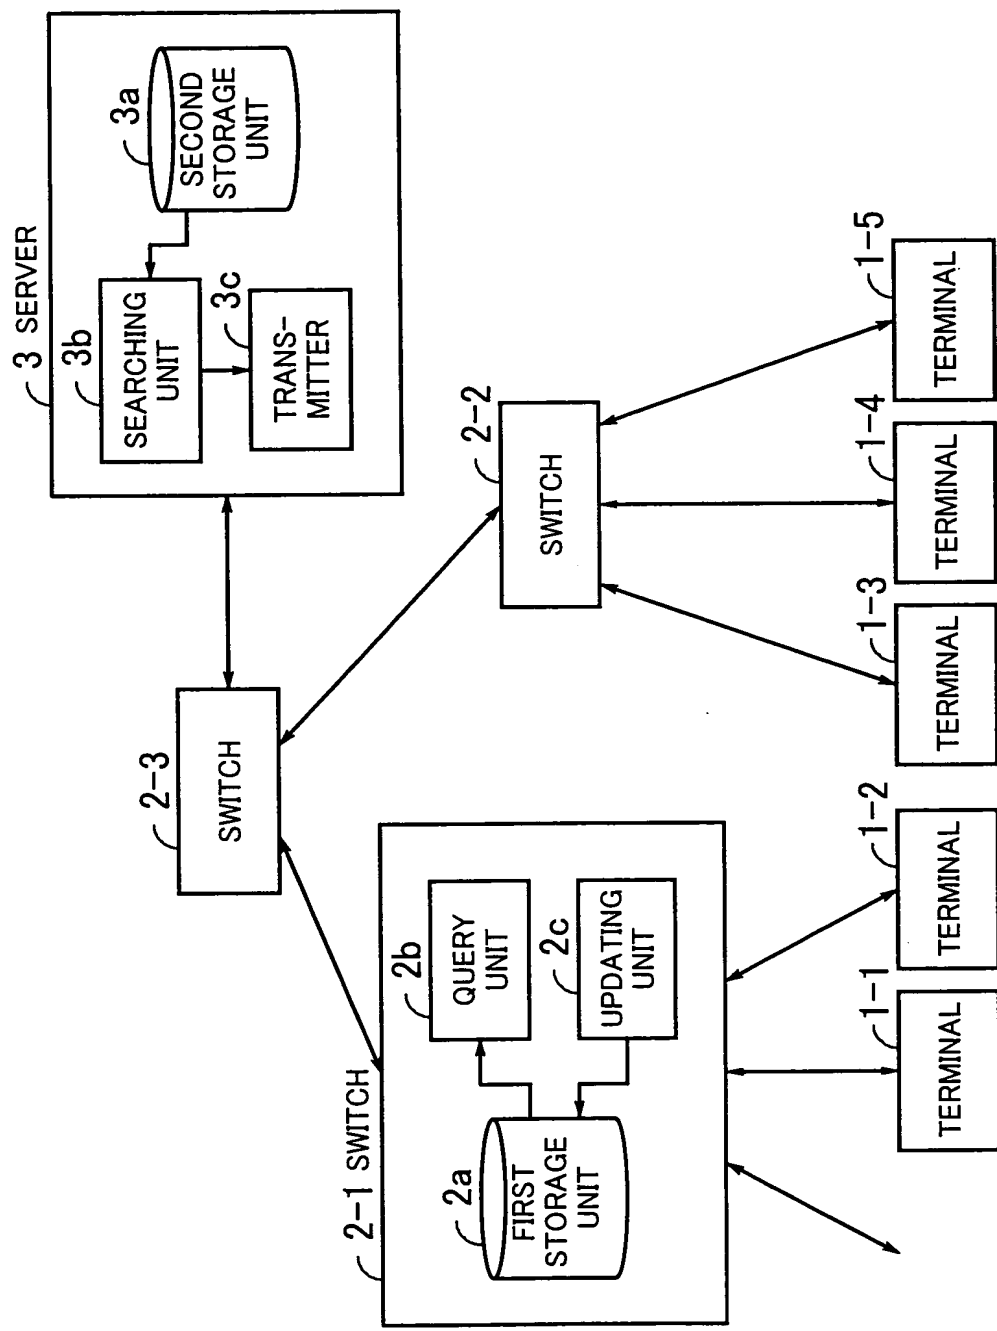 3 SERVER
3a
SECOND
STORAGE
UNIT
3b
SEARCHING
UNIT
3c
TRANS-
MITTER
2-3
SWITCH
2-2
SWITCH
2-1 SWITCH
2a
FIRST
STORAGE
UNIT
2b
QUERY
UNIT
2c
UPDATING
UNIT
1-1
TERMINAL
1-2
TERMINAL
1-3
TERMINAL
1-4
TERMINAL
1-5
TERMINAL